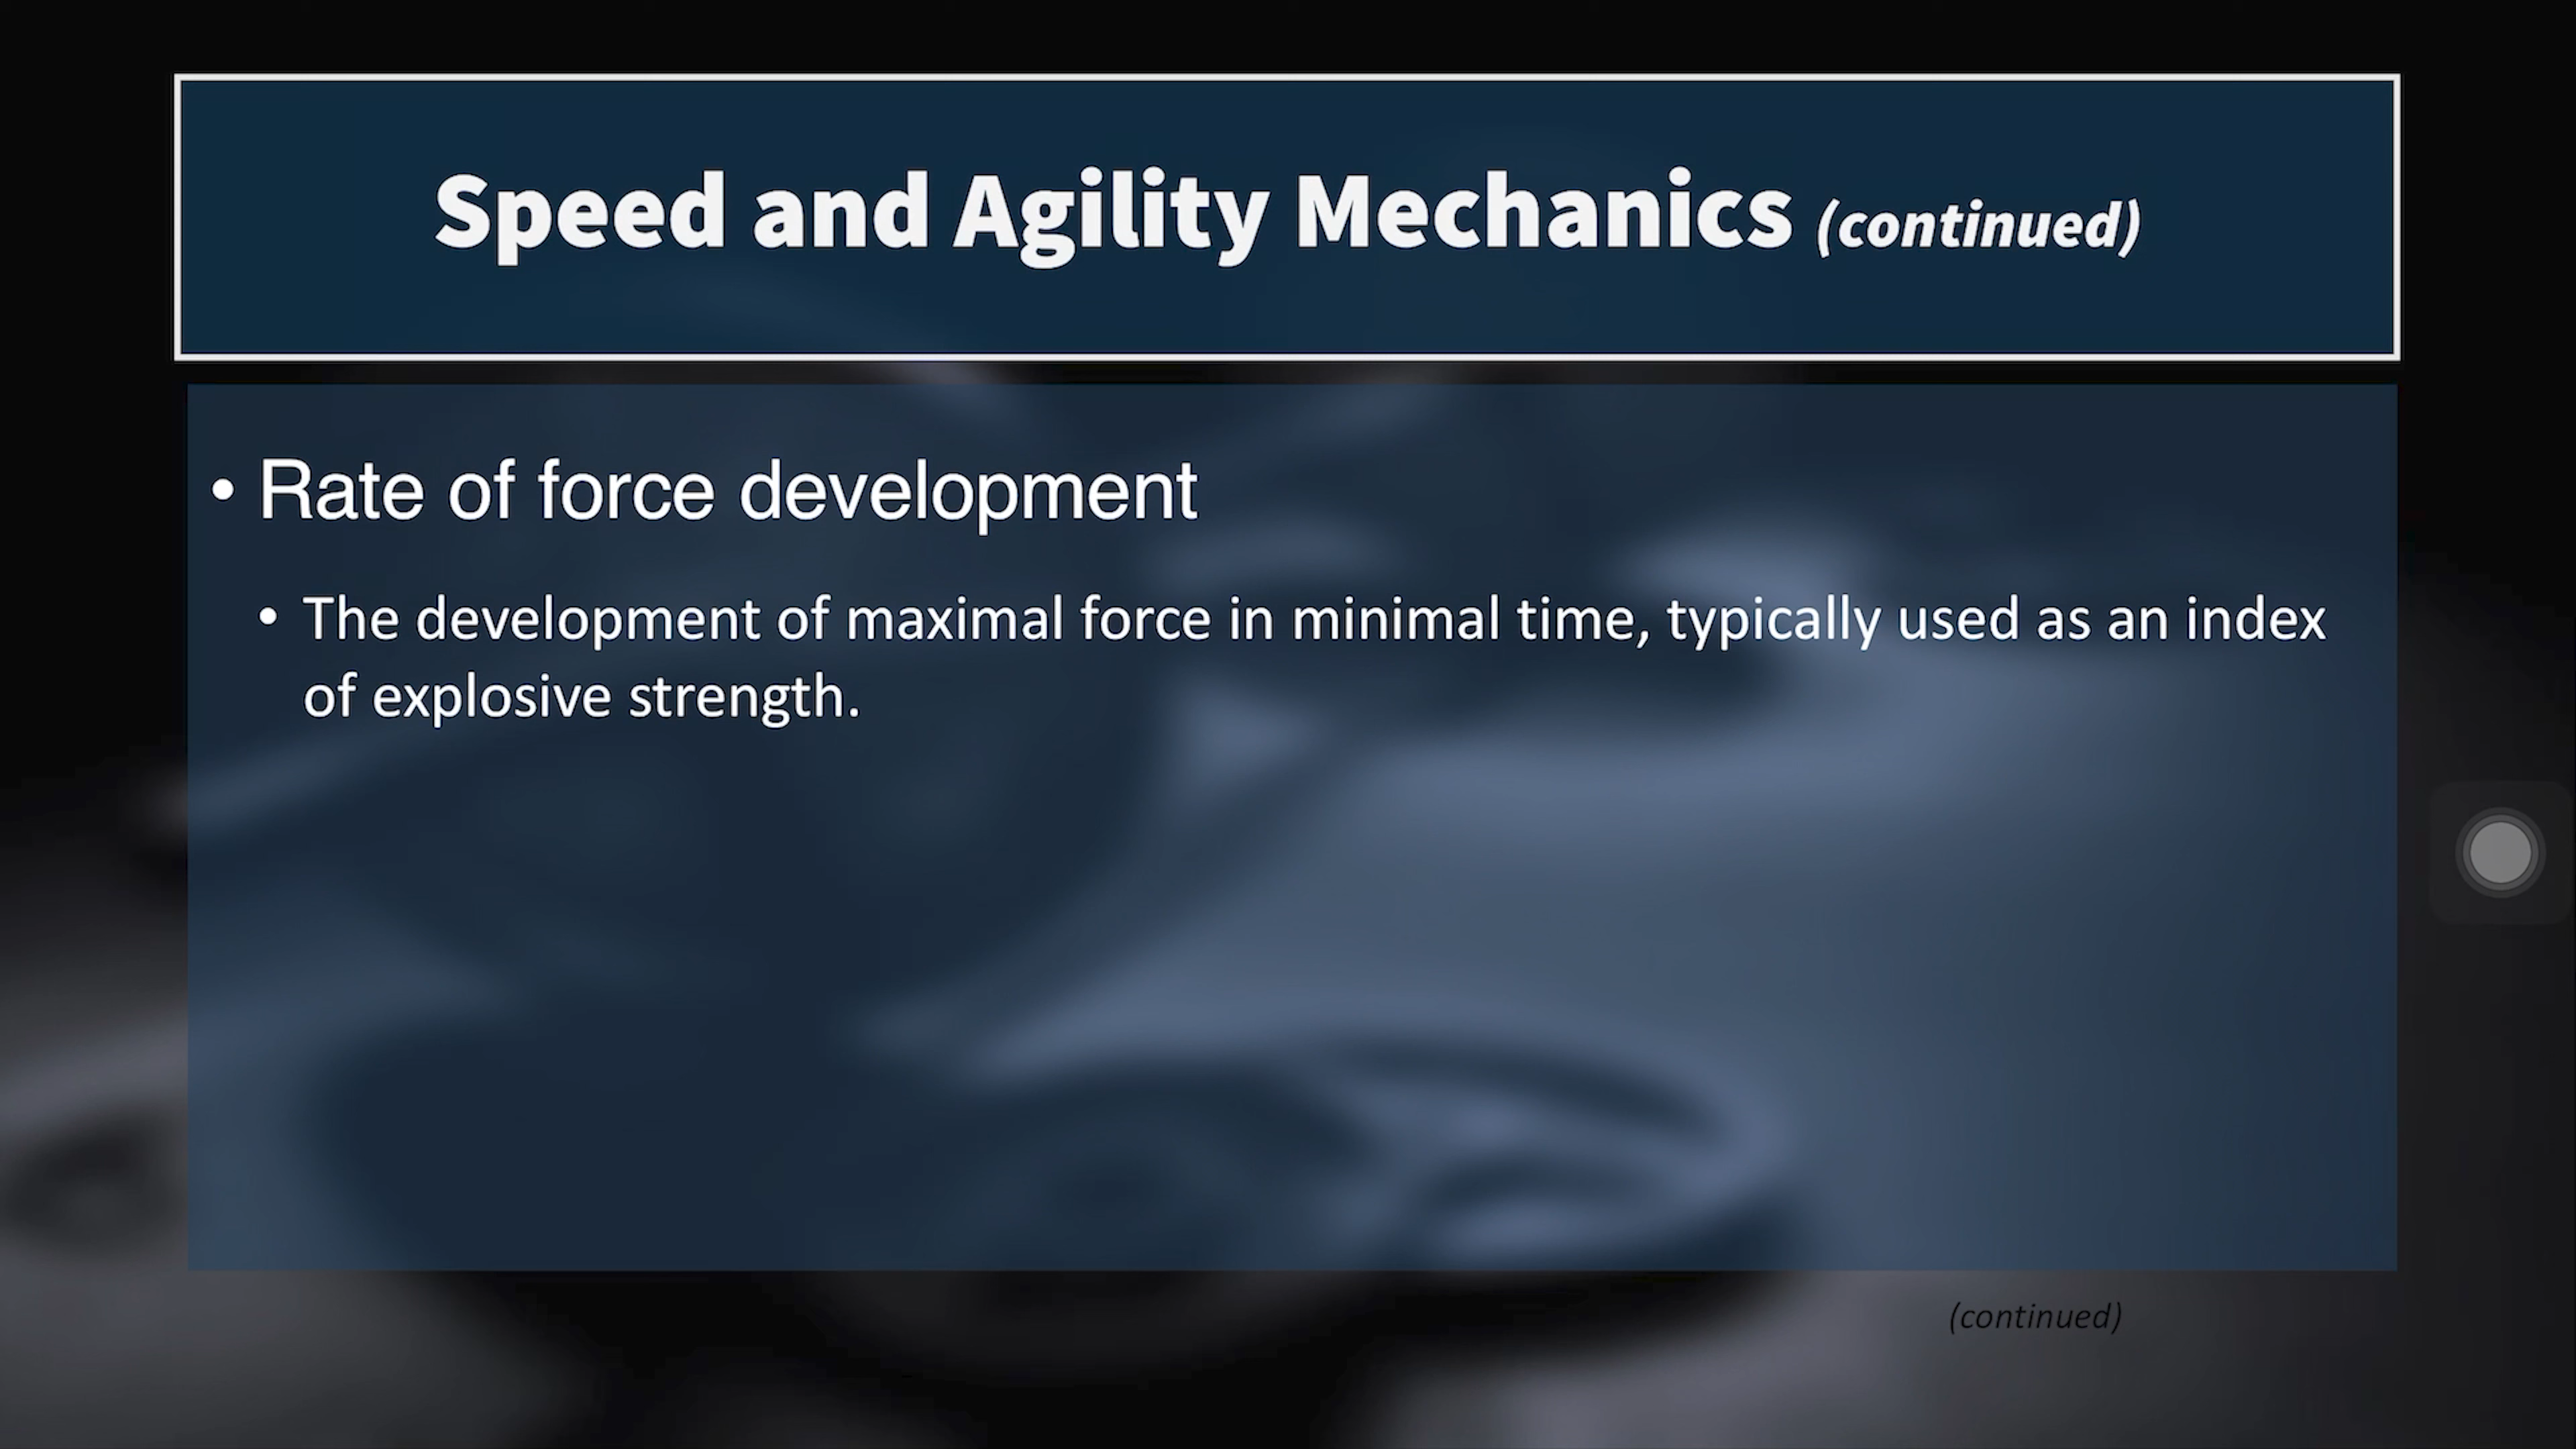 Speed and Agility Mechanics (continued)
• Rate of force development
• The development of maximal force in minimal time, typically used as an index
of explosive strength.
(continued)